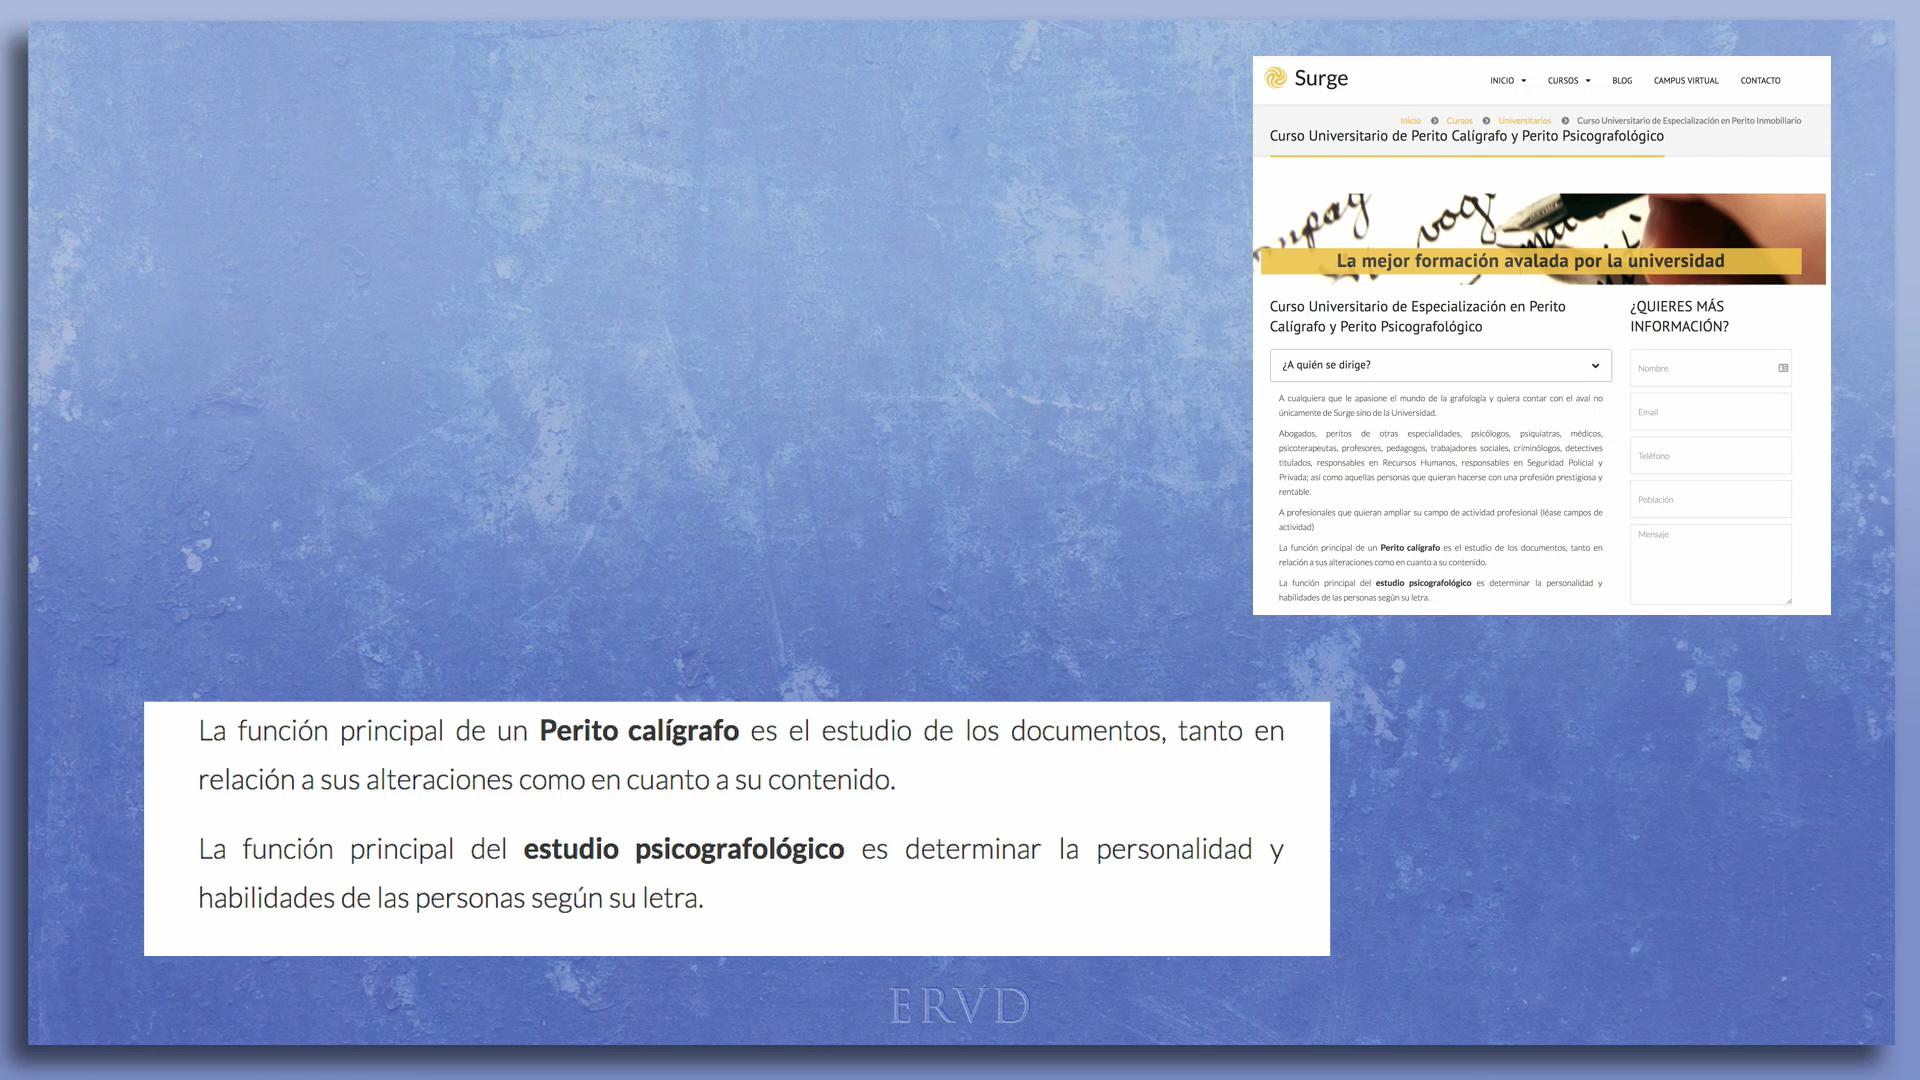 Surge
INICIO
CURSOS
BLOG
CAMPUS VIRTUAL
CONTACTO
Inicio
Cursos
Universitarios
Curso Universitario de Especialización en Perito Inmobiliario
Curso Universitario de Perito Calígrafo y Perito Psicografológico
La mejor formación avalada por la universidad
Curso Universitario de Especialización en Perito
Calígrafo y Perito Psicografológico
¿A quién se dirige?
A cualquiera que le apasione el mundo de la grafología y quiera contar con el aval no
únicamente de Surge sino de la Universidad.
Abogados, peritos de otras especialidades, psicólogos, psiquiatras, médicos,
psicoterapeutas, profesores, pedagogos, trabajadores sociales, criminólogos, detectives
titulados, responsables en Recursos Humanos, responsables en Seguridad Policial y
Privada; así como aquellas personas que quieran hacerse con una profesión prestigiosa y
rentable.
A profesionales que quieran ampliar su campo de actividad profesional (léase campos de
actividad)
La función principal de un Perito calígrafo es el estudio de los documentos, tanto en
relación a sus alteraciones como en cuanto a su contenido.
La función principal del estudio psicografológico es determinar la personalidad y
habilidades de las personas según su letra.
¿QUIERES MÁS
INFORMACIÓN?
Nombre
Email
Teléfono
Población
Mensaje
La función principal de un Perito calígrafo es el estudio de los documentos, tanto en
relación a sus alteraciones como en cuanto a su contenido.
La función principal del estudio psicografológico es determinar la personalidad y
habilidades de las personas según su letra.
ERVD